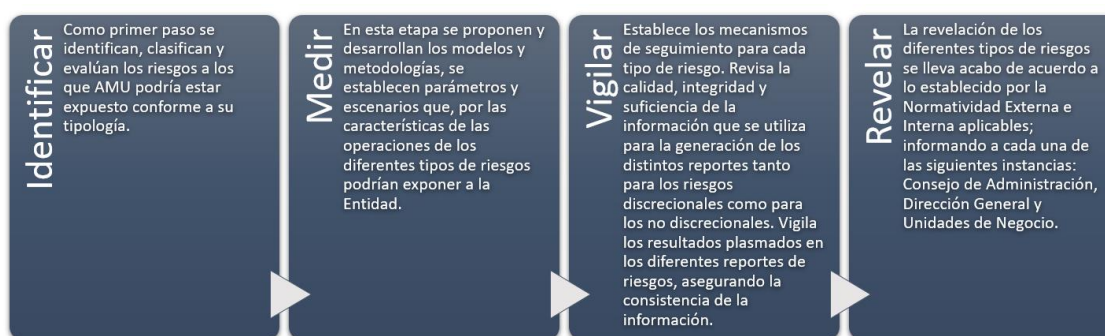 Identificar
Como primer paso se
identifican, clasifican y
evalúan los riesgos a los
que AMU podría estar
expuesto conforme a su
tipología.
Medir
En esta etapa se proponen y
desarrollan los modelos y
metodologías, se
establecen parámetros y
escenarios que, por las
características de las
operaciones de los
diferentes tipos de riesgos
podrían exponer a la
Entidad.
Vigilar
Establece los mecanismos
de seguimiento para cada
tipo de riesgo. Revisa la
calidad, integridad y
suficiencia de la
información que se utiliza
para la generación de los
distintos reportes tanto
para los riesgos
discrecionales como para
los no discrecionales. Vigila
los resultados plasmados en
los diferentes reportes de
riesgos, asegurando la
consistencia de la
información.
Revelar
La revelación de los
diferentes tipos de riesgos
se lleva acabo de acuerdo a
lo establecido por la
Normatividad Externa e
Interna aplicables;
informando a cada una de
las siguientes instancias:
Consejo de Administración,
Dirección General y
Unidades de Negocio.